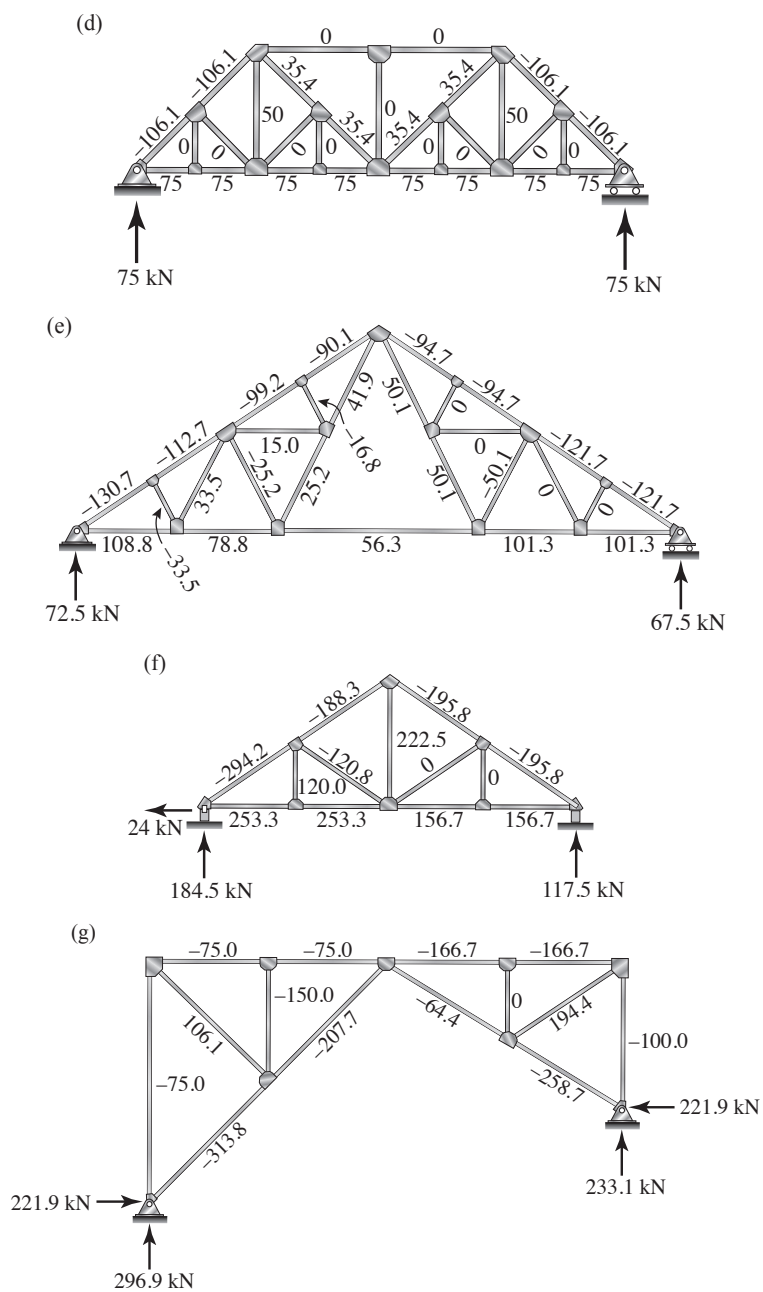 (d)
0 0
–106.1 35.4 35.4 –106.1
–106.1 50 35.4 0 35.4 50 –106.1
0 0 0 0 0 0 0 0
75 75 75 75 75 75 75 75
75 kN 75 kN
(e)
–90.1 –94.7
–99.2 41.9 50.1 0 –94.7
–112.7 15.0 –16.8 0 –121.7
–130.7 33.5 –25.2 25.2 50.1 –50.1 0 0 –121.7
108.8 78.8 56.3 101.3 101.3
–33.5
72.5 kN 67.5 kN
(f)
–188.3 –195.8
222.5
–294.2 –120.8 0 –195.8
120.0 0
24 kN 253.3 253.3 156.7 156.7
184.5 kN 117.5 kN
(g)
–75.0 –75.0 –166.7 –166.7
–150.0 0
106.1 –207.7 –64.4 194.4
–75.0 –100.0
–258.7
–313.8 221.9 kN
233.1 kN
221.9 kN
296.9 kN